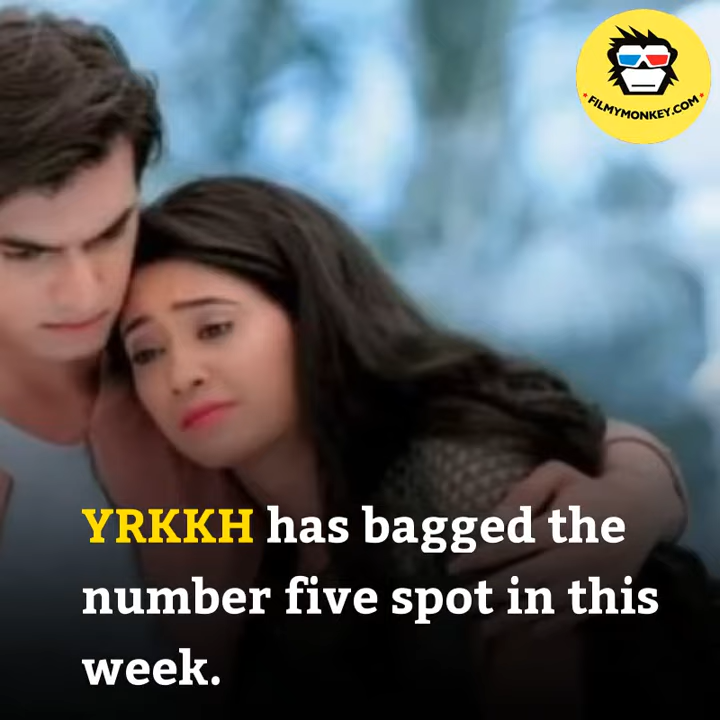 FILMYMONKEY.COM
YRKKH has bagged the
number five spot in this
week.